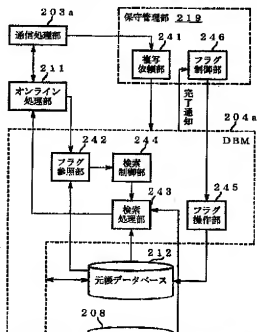 203a
通信処理部
保守管理部 219
241
246
複写依頼部
フラグ制御部
211
オンライン処理部
完了通知
204a
DBM
242
244
フラグ参照部
検索制御部
243
245
検索処理部
フラグ操作部
212
元帳データベース
208